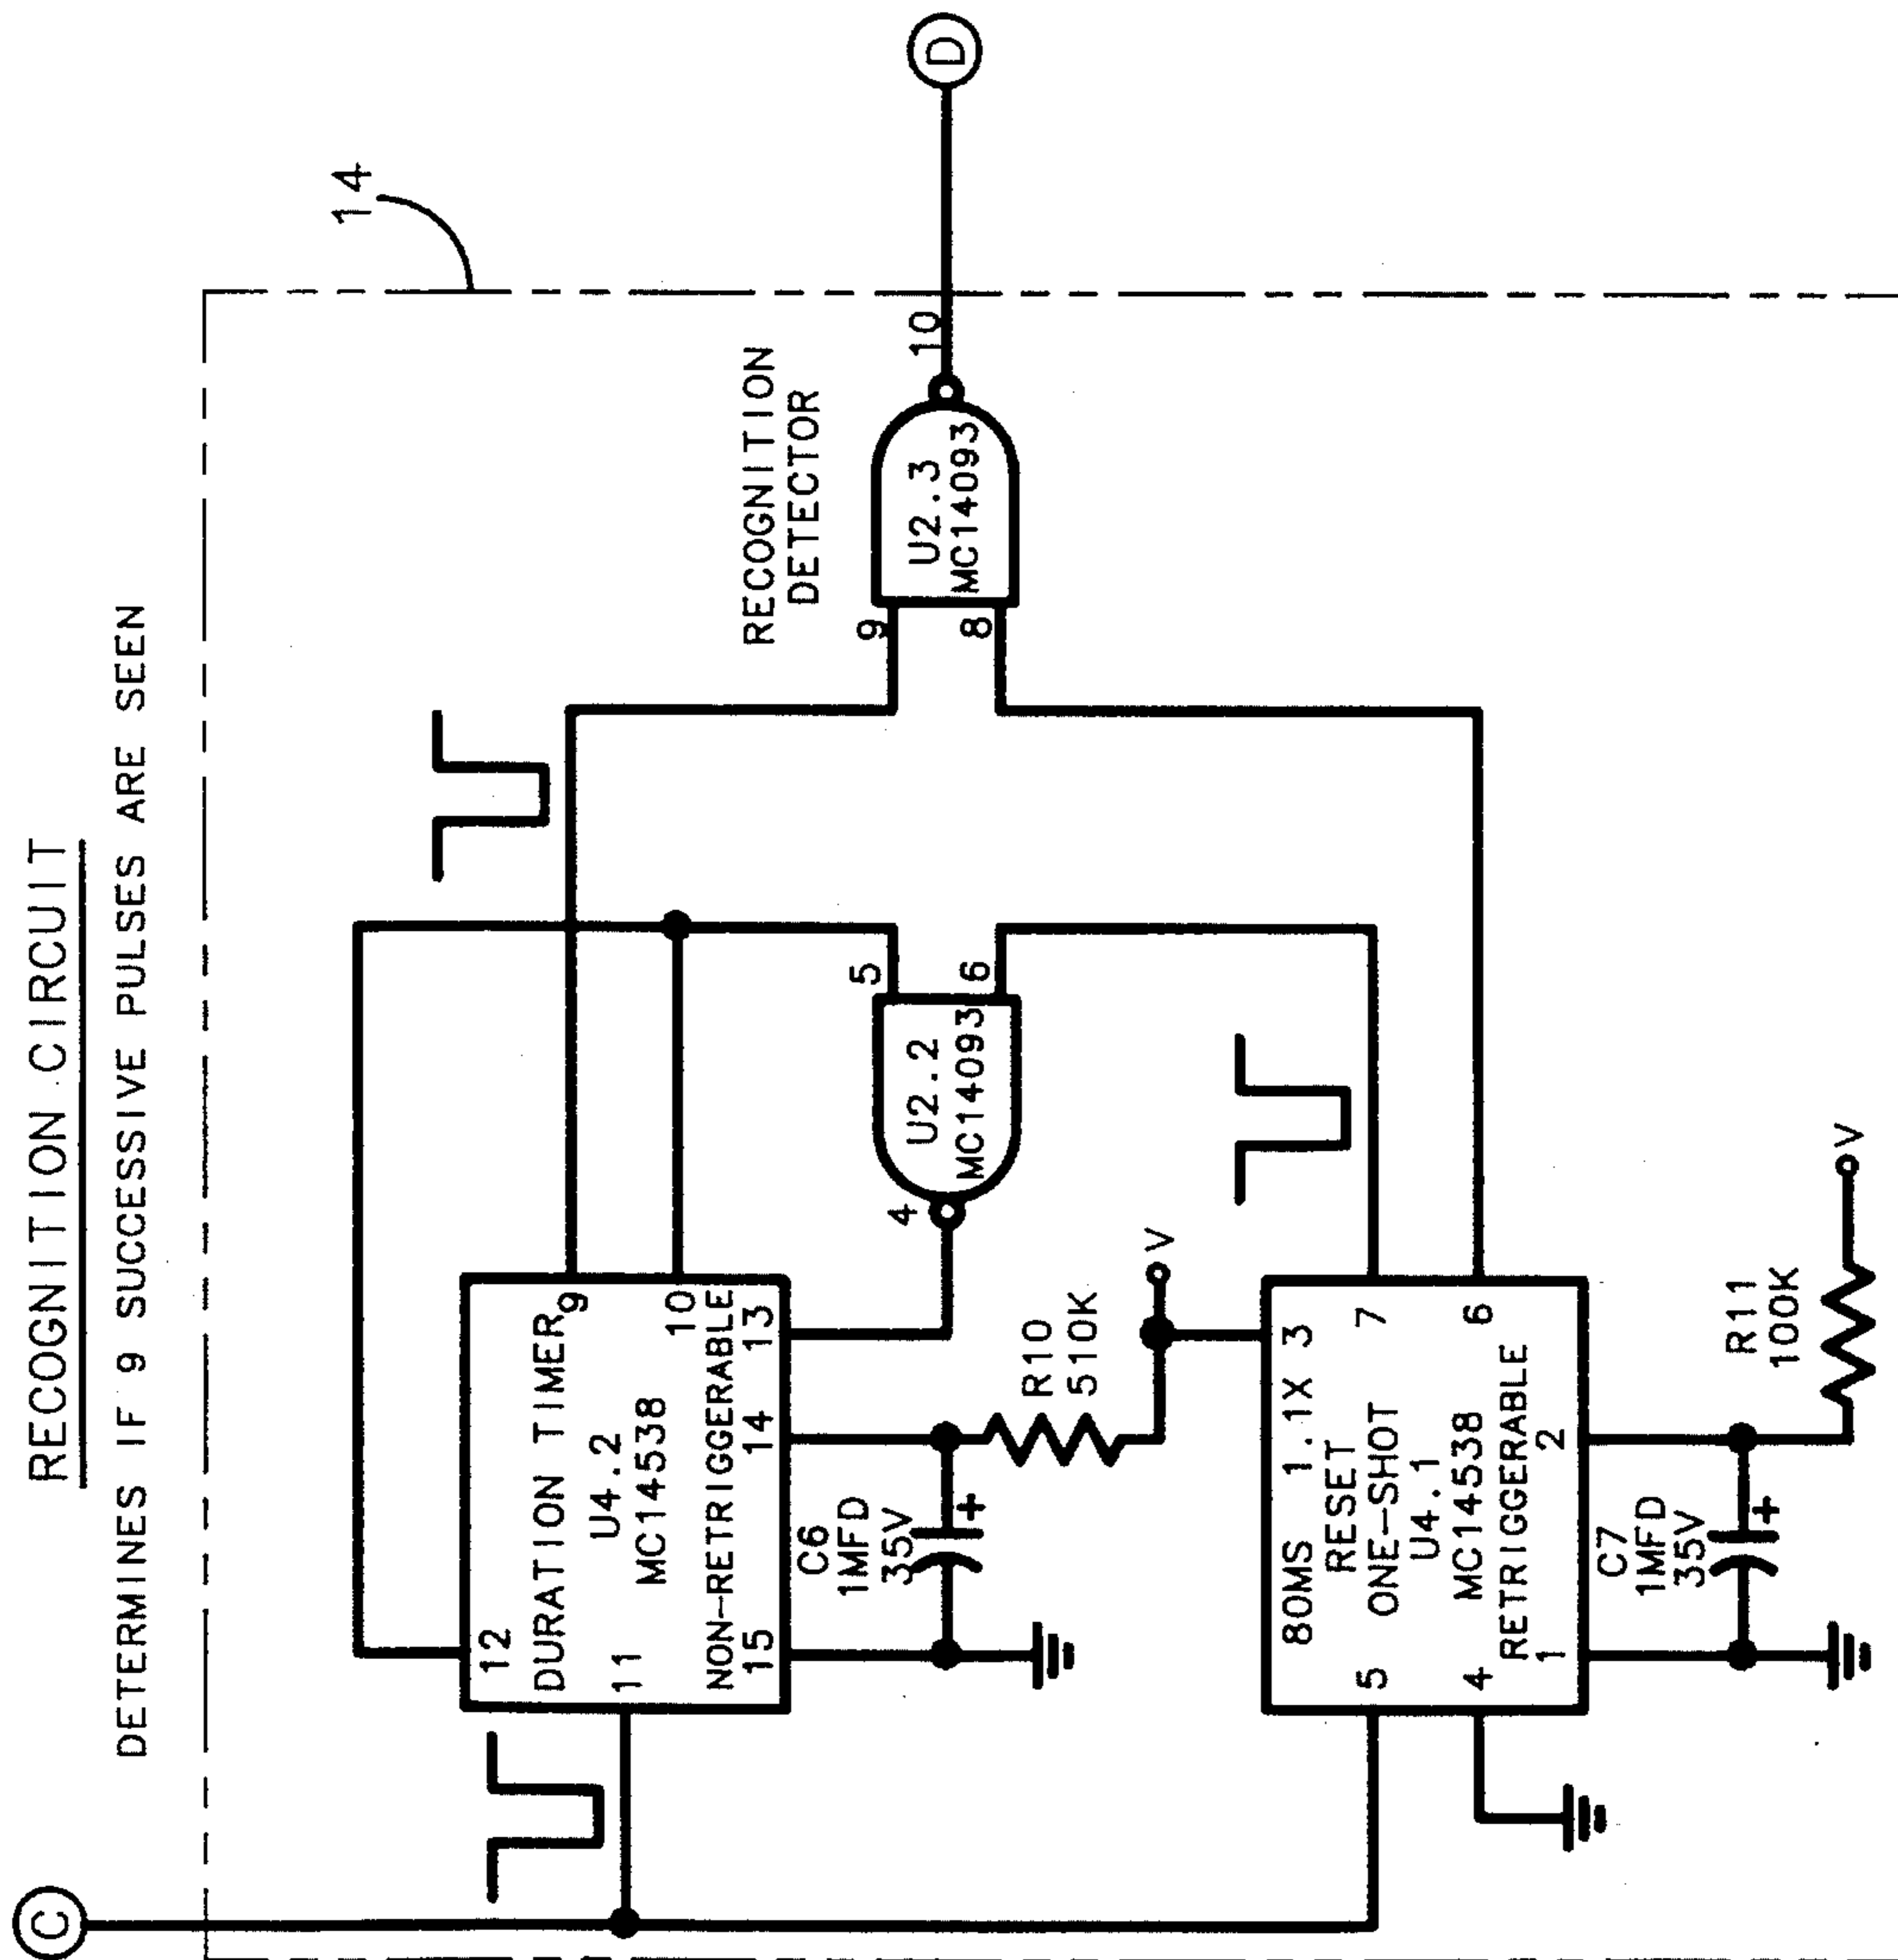 RECOGNITION CIRCUIT
DETERMINES IF 9 SUCCESSIVE PULSES ARE SEEN
C
14
12
DURATION TIMER
9
U4.2
11
MC14538
10
NON-RETRIGGERABLE
15
14
13
C6
1MFD
35V
+
R10
510K
V
5
6
U2.2
MC14093
4
RECOGNITION
DETECTOR
9
8
U2.3
MC14093
10
D
80MS 1.1X 3
RESET
5
ONE-SHOT
7
U4.1
MC14538
4
6
RETRIGGERABLE
1
2
C7
1MFD
35V
+
R11
100K
V